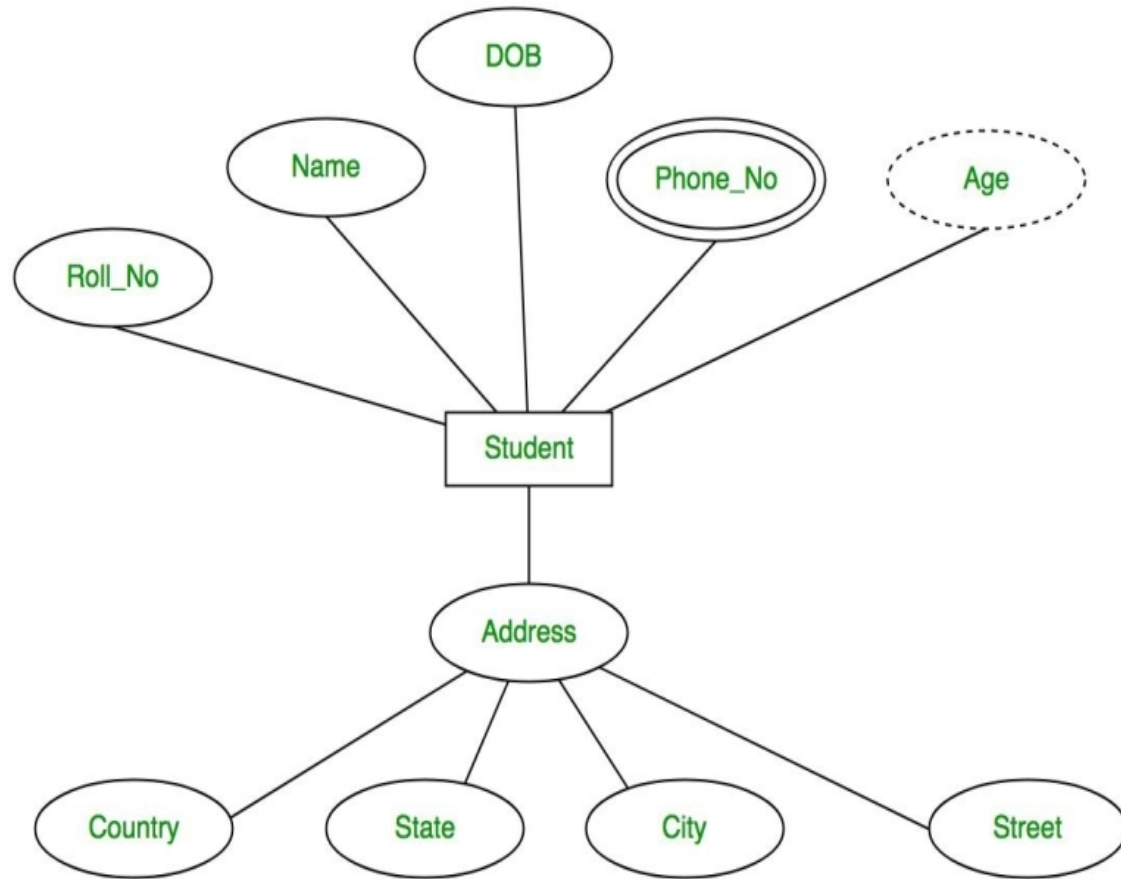 DOB
Name
Phone_No
Age
Roll_No
Student
Address
Country
State
City
Street